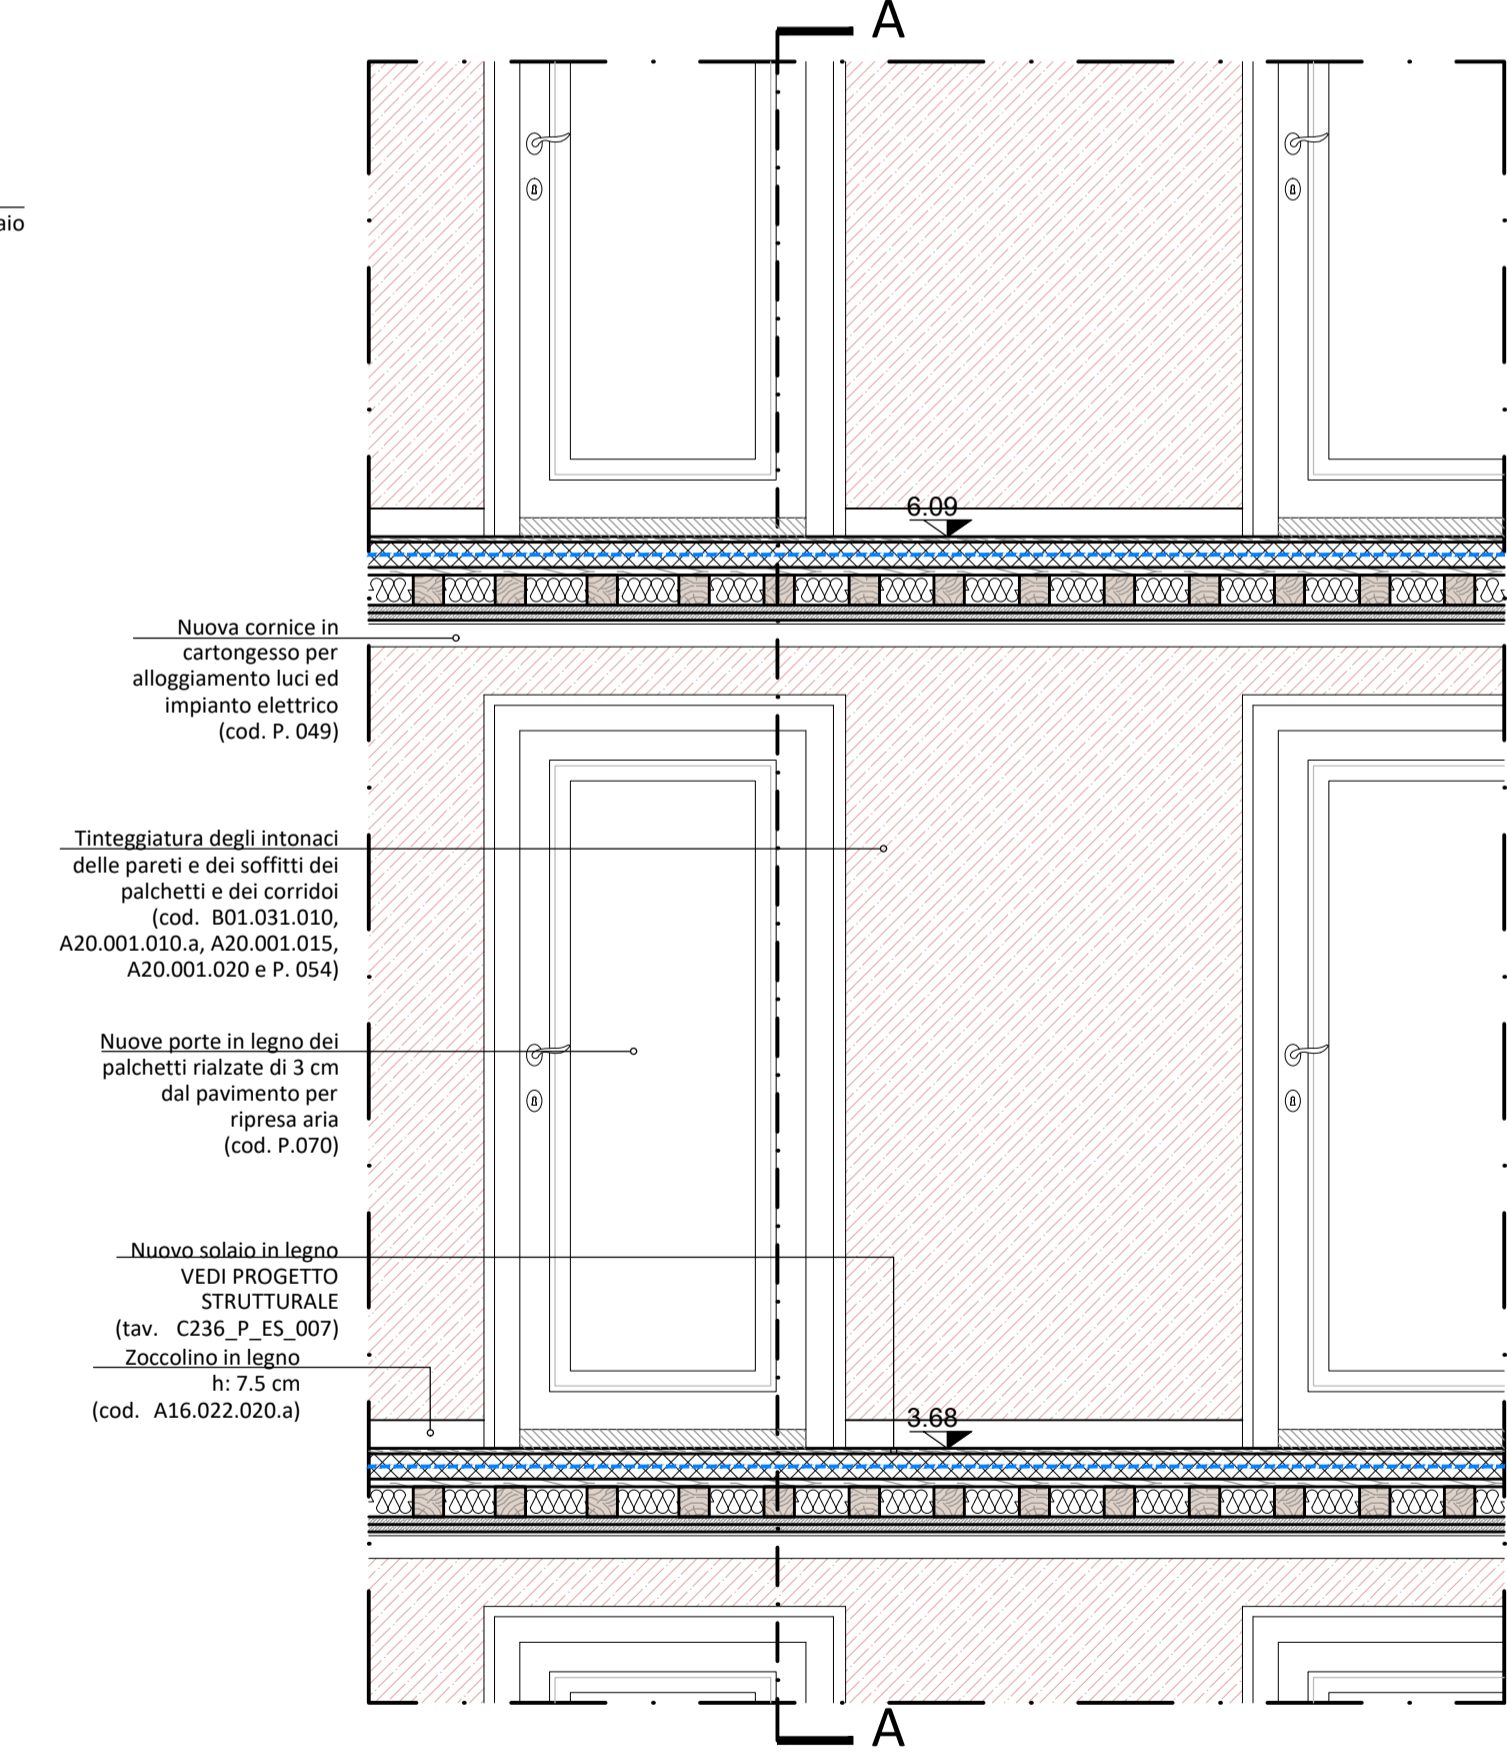 A
aio
6.09
Nuova cornice in
cartongesso per
alloggiamento luci ed
impianto elettrico
(cod. P. 049)
Tinteggiatura degli intonaci
delle pareti e dei soffitti dei
palchetti e dei corridoi
(cod. B01.031.010,
A20.001.010.a, A20.001.015,
A20.001.020 e P. 054)
Nuove porte in legno dei
palchetti rialzate di 3 cm
dal pavimento per
ripresa aria
(cod. P.070)
Nuovo solaio in legno
VEDI PROGETTO
STRUTTURALE
(tav. C236_P_ES_007)
Zoccolino in legno
h: 7.5 cm
(cod. A16.022.020.a)
3.68
A